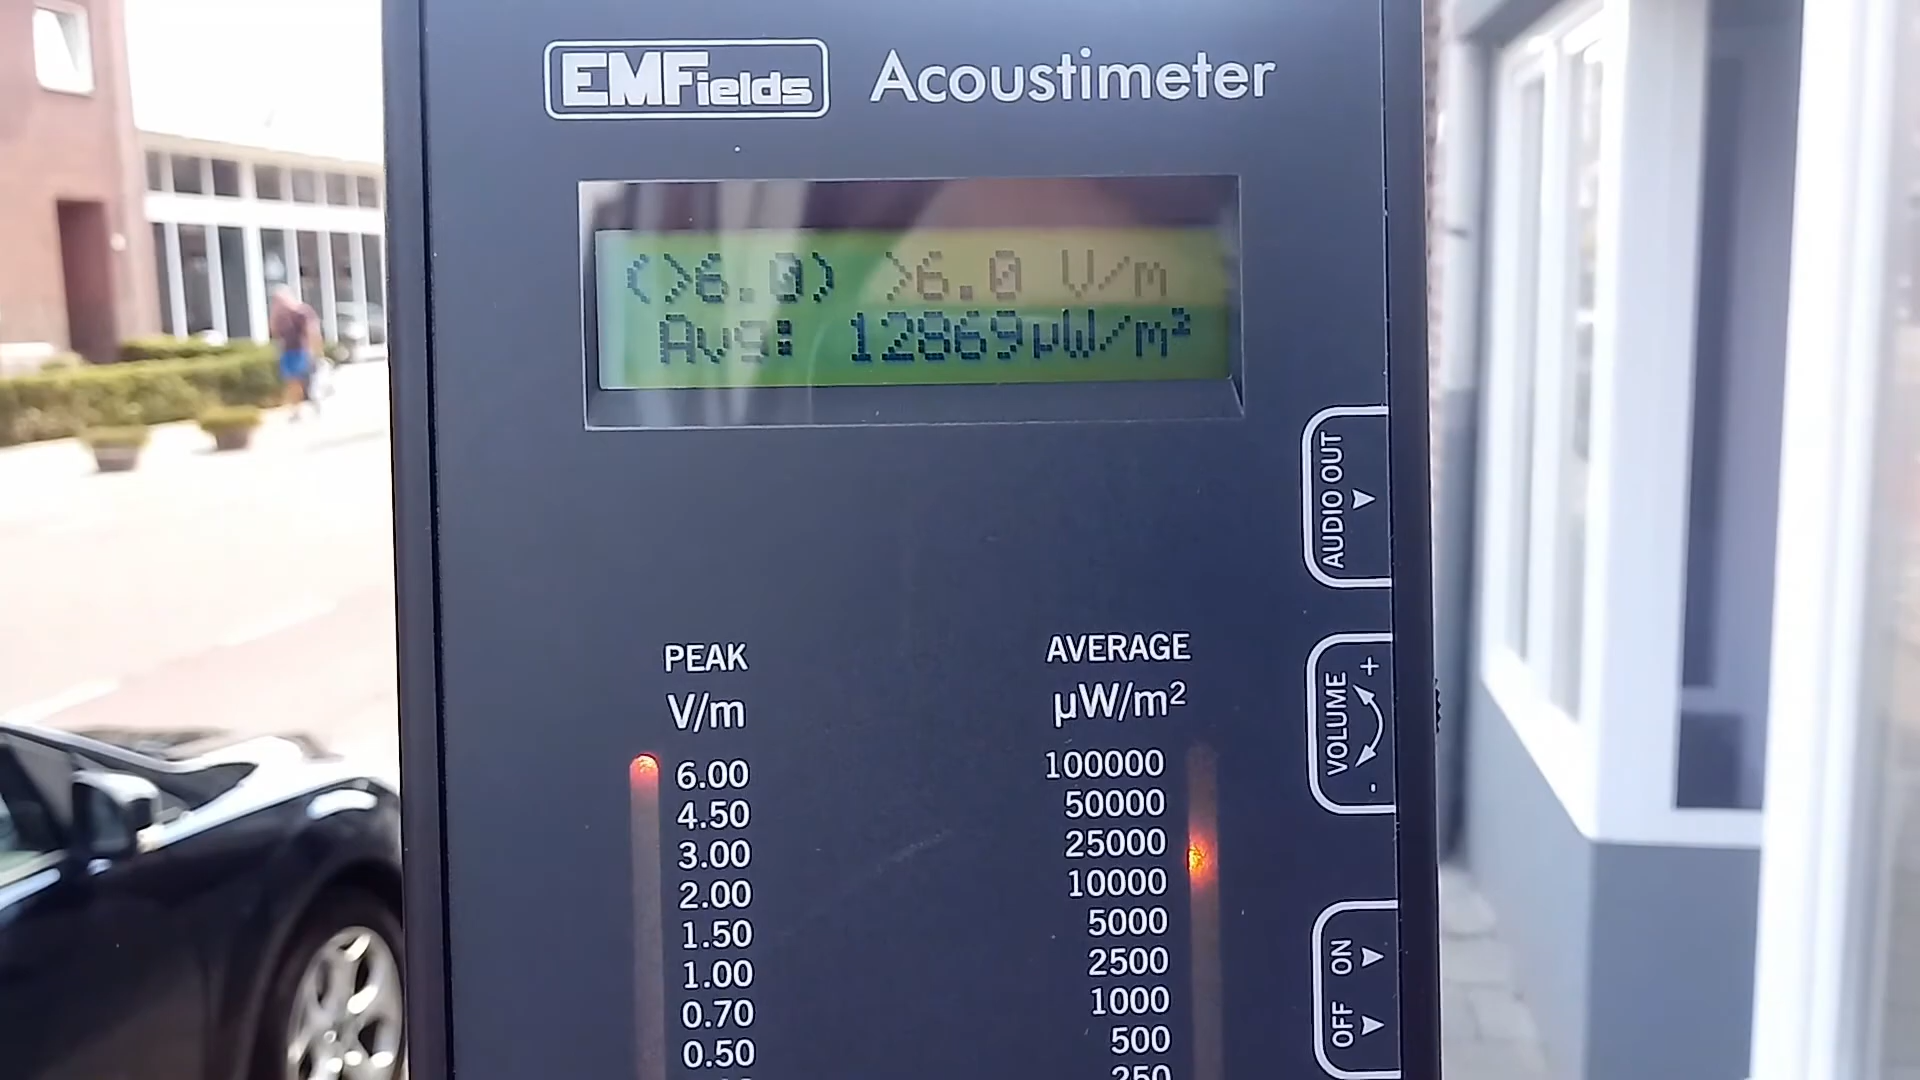 EMFields Acoustimeter
(>6.0) >6.0 V/m
Avg: 12869µW/m²
AUDIO OUT
PEAK
V/m
6.00
4.50
3.00
2.00
1.50
1.00
0.70
0.50
AVERAGE
µW/m²
100000
50000
25000
10000
5000
2500
1000
500
250
- VOLUME +
OFF ON